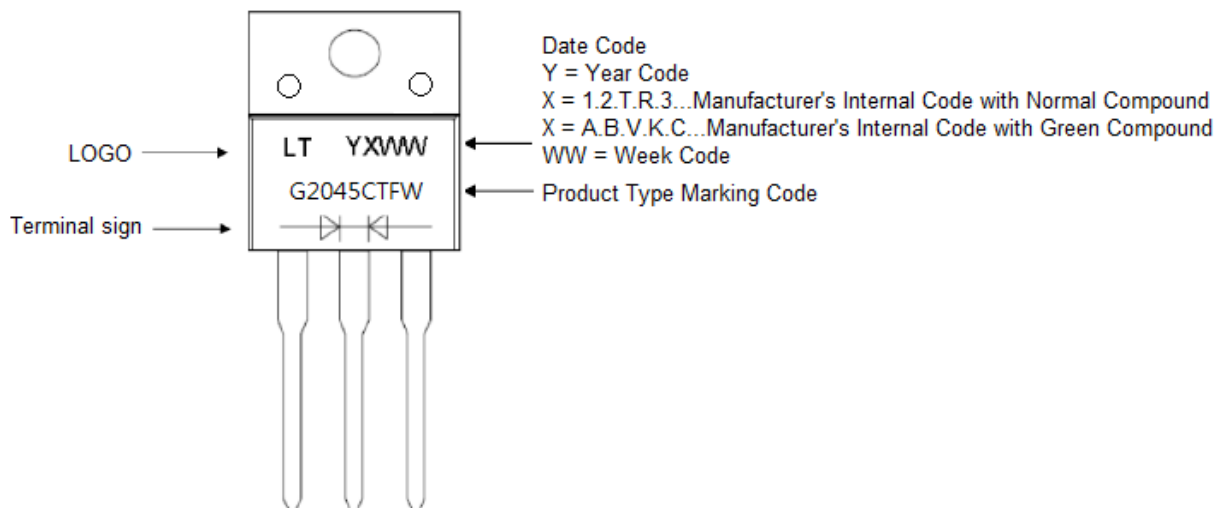 Date Code
Y = Year Code
X = 1.2.T.R.3...Manufacturer's Internal Code with Normal Compound
X = A.B.V.K.C...Manufacturer's Internal Code with Green Compound
WW = Week Code
LOGO
LT YXWW
G2045CTFW
Product Type Marking Code
Terminal sign